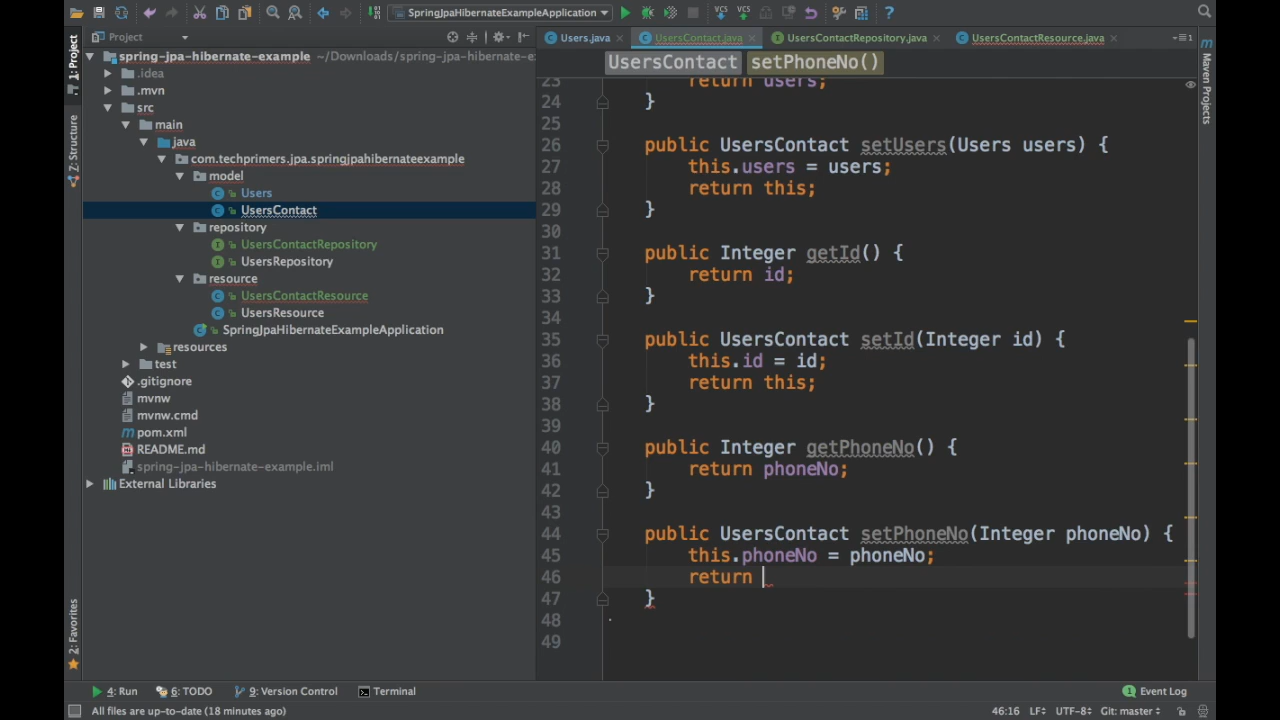 SpringJpaHibernateExampleApplication
Project
Users.java
UsersContact.java
UsersContactRepository.java
UsersContactResource.java
1
UsersContact
setPhoneNo()
1: Project
Z: Structure
2: Favorites
Maven Projects
spring-jpa-hibernate-example ~/Downloads/spring-jpa-hibernate-e
.idea
.mvn
src
main
java
com.techprimers.jpa.springjpahibernateexample
model
Users
UsersContact
repository
UsersContactRepository
UsersRepository
resource
UsersContactResource
UsersResource
SpringJpaHibernateExampleApplication
resources
test
.gitignore
mvnw
mvnw.cmd
pom.xml
README.md
spring-jpa-hibernate-example.iml
External Libraries
23 return users;
24 }
25
26 public UsersContact setUsers(Users users) {
27 this.users = users;
28 return this;
29 }
30
31 public Integer getId() {
32 return id;
33 }
34
35 public UsersContact setId(Integer id) {
36 this.id = id;
37 return this;
38 }
39
40 public Integer getPhoneNo() {
41 return phoneNo;
42 }
43
44 public UsersContact setPhoneNo(Integer phoneNo) {
45 this.phoneNo = phoneNo;
46 return
47 }
48
49
4: Run
6: TODO
9: Version Control
Terminal
1 Event Log
All files are up-to-date (18 minutes ago)
46:16 LF UTF-8 Git: master